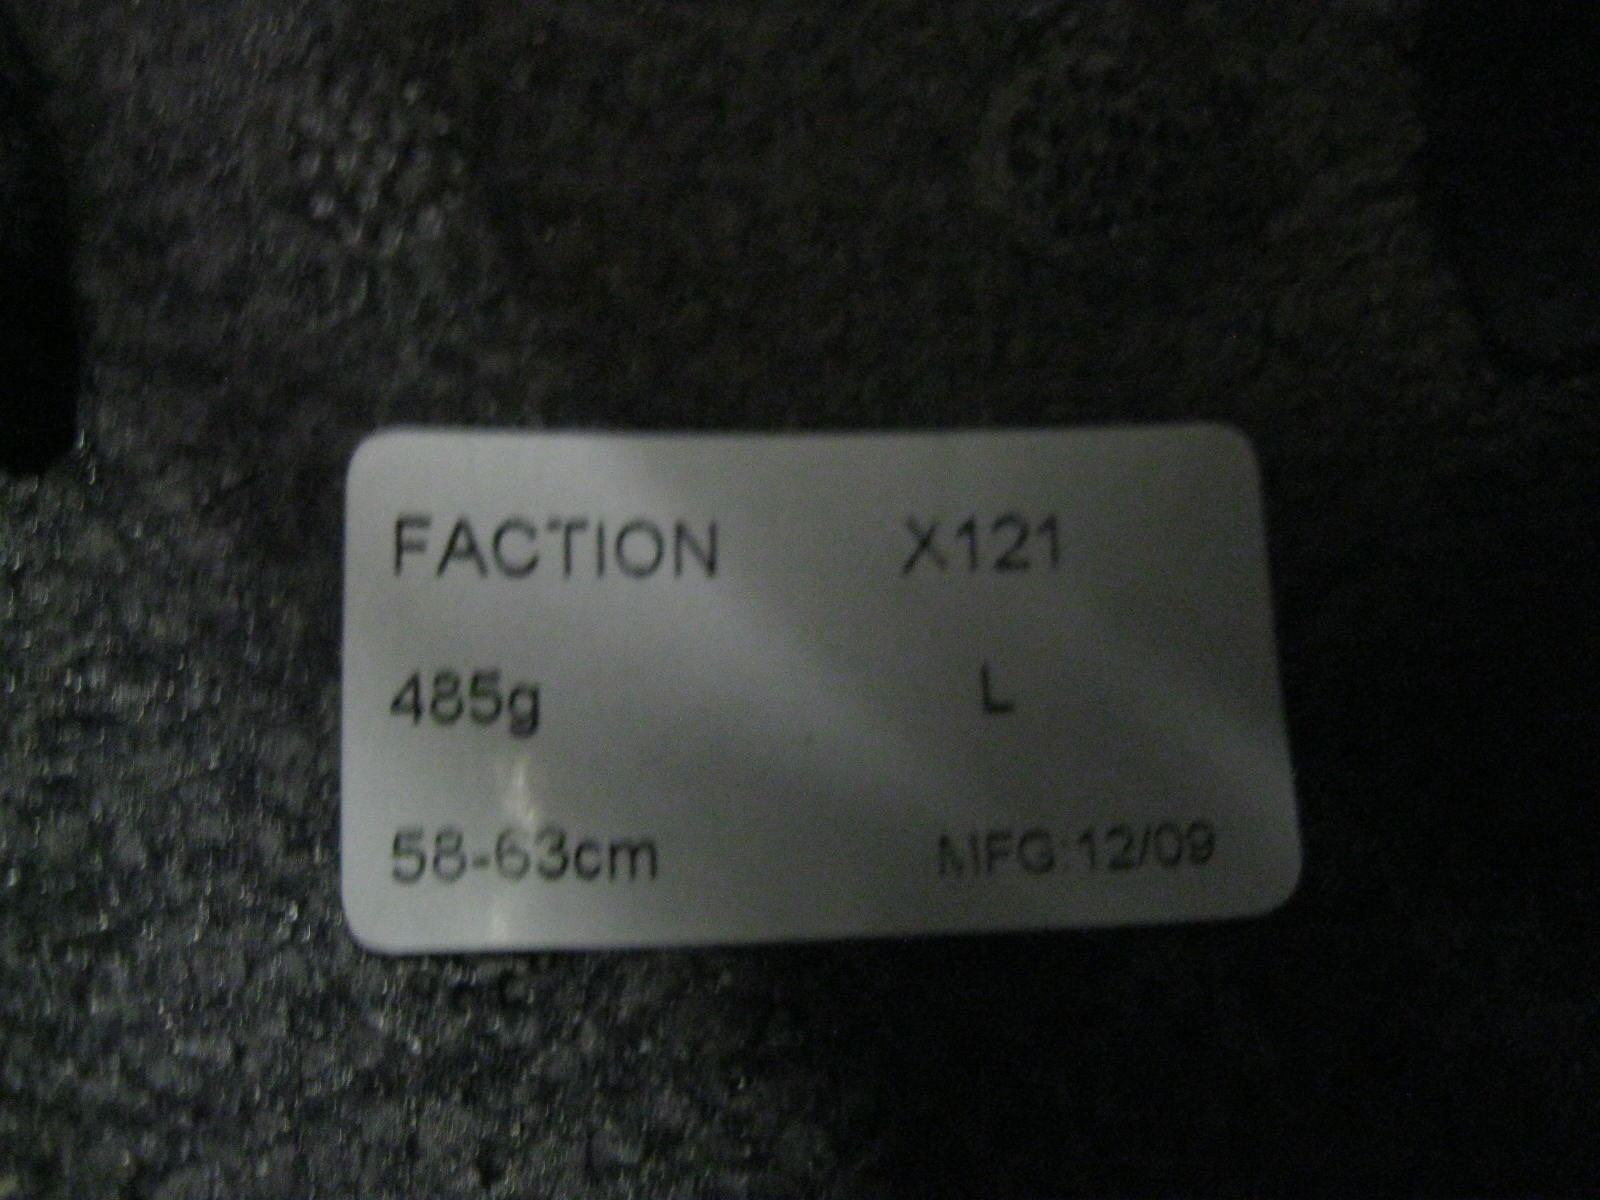 FACTION X121
485g L
58-63cm MFG:12/09